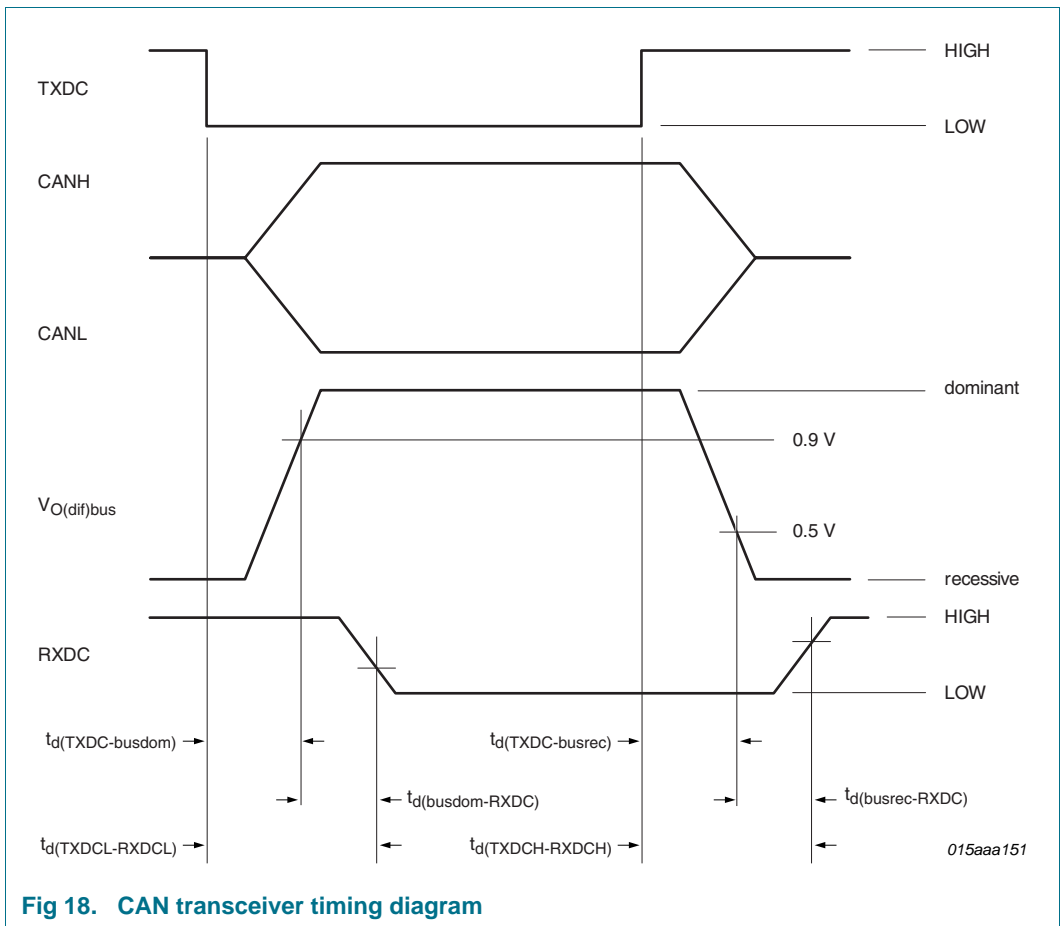 TXDC
HIGH
LOW
CANH
CANL
dominant
0.9 V
VO(dif)bus
0.5 V
recessive
HIGH
RXDC
LOW
td(TXDC-busdom)
td(TXDC-busrec)
td(busdom-RXDC)
td(busrec-RXDC)
td(TXDCL-RXDCL)
td(TXDCH-RXDCH)
015aaa151
Fig 18. CAN transceiver timing diagram